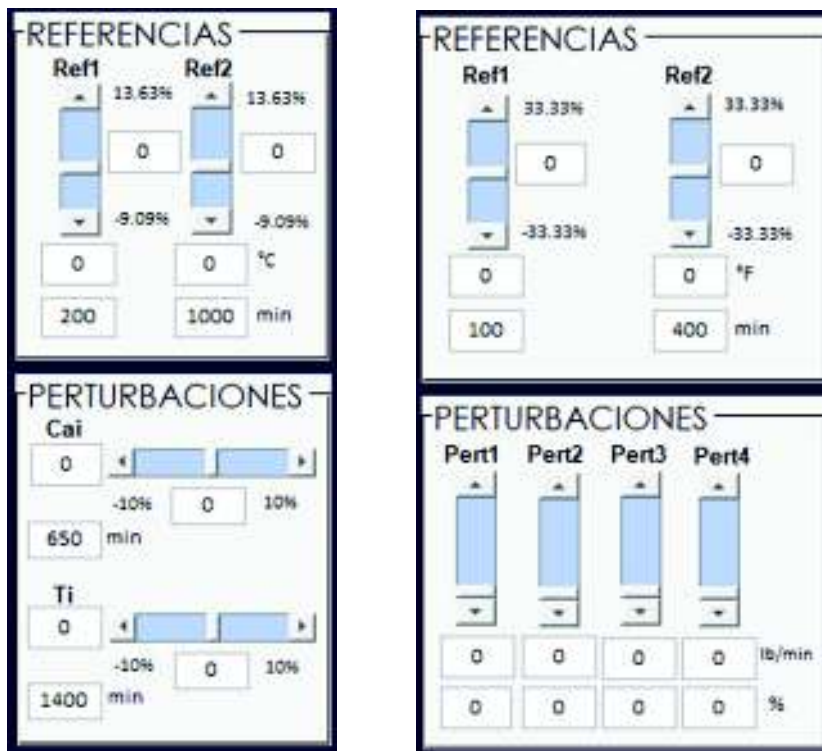 REFERENCIAS
Ref1 Ref2
13.63% 13.63%
0 0
-9.09% -9.09%
0 0 °C
200 1000 min
PERTURBACIONES
Cai
0
-10% 0 10%
650 min
Ti
0
-10% 0 10%
1400 min
REFERENCIAS
Ref1 Ref2
33.33% 33.33%
0 0
-33.33% -33.33%
0 0 °F
100 400 min
PERTURBACIONES
Pert1 Pert2 Pert3 Pert4
0 0 0 0 lb/min
0 0 0 0 %